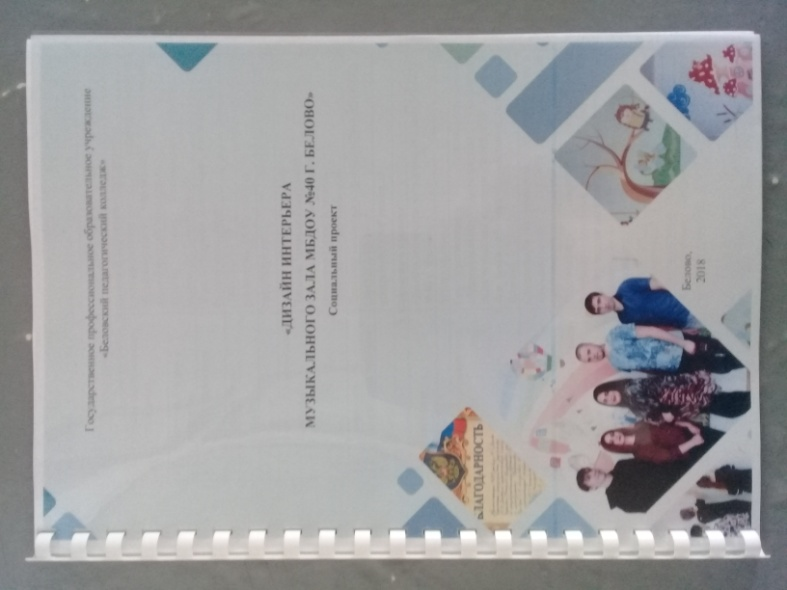 Государственное профессиональное образовательное учреждение
«Беловский педагогический колледж»
«ДИЗАЙН ИНТЕРЬЕРА
МУЗЫКАЛЬНОГО ЗАЛА МБДОУ №40 Г. БЕЛОВО»
Социальный проект
БЛАГОДАРНОСТЬ
Белово,
2018